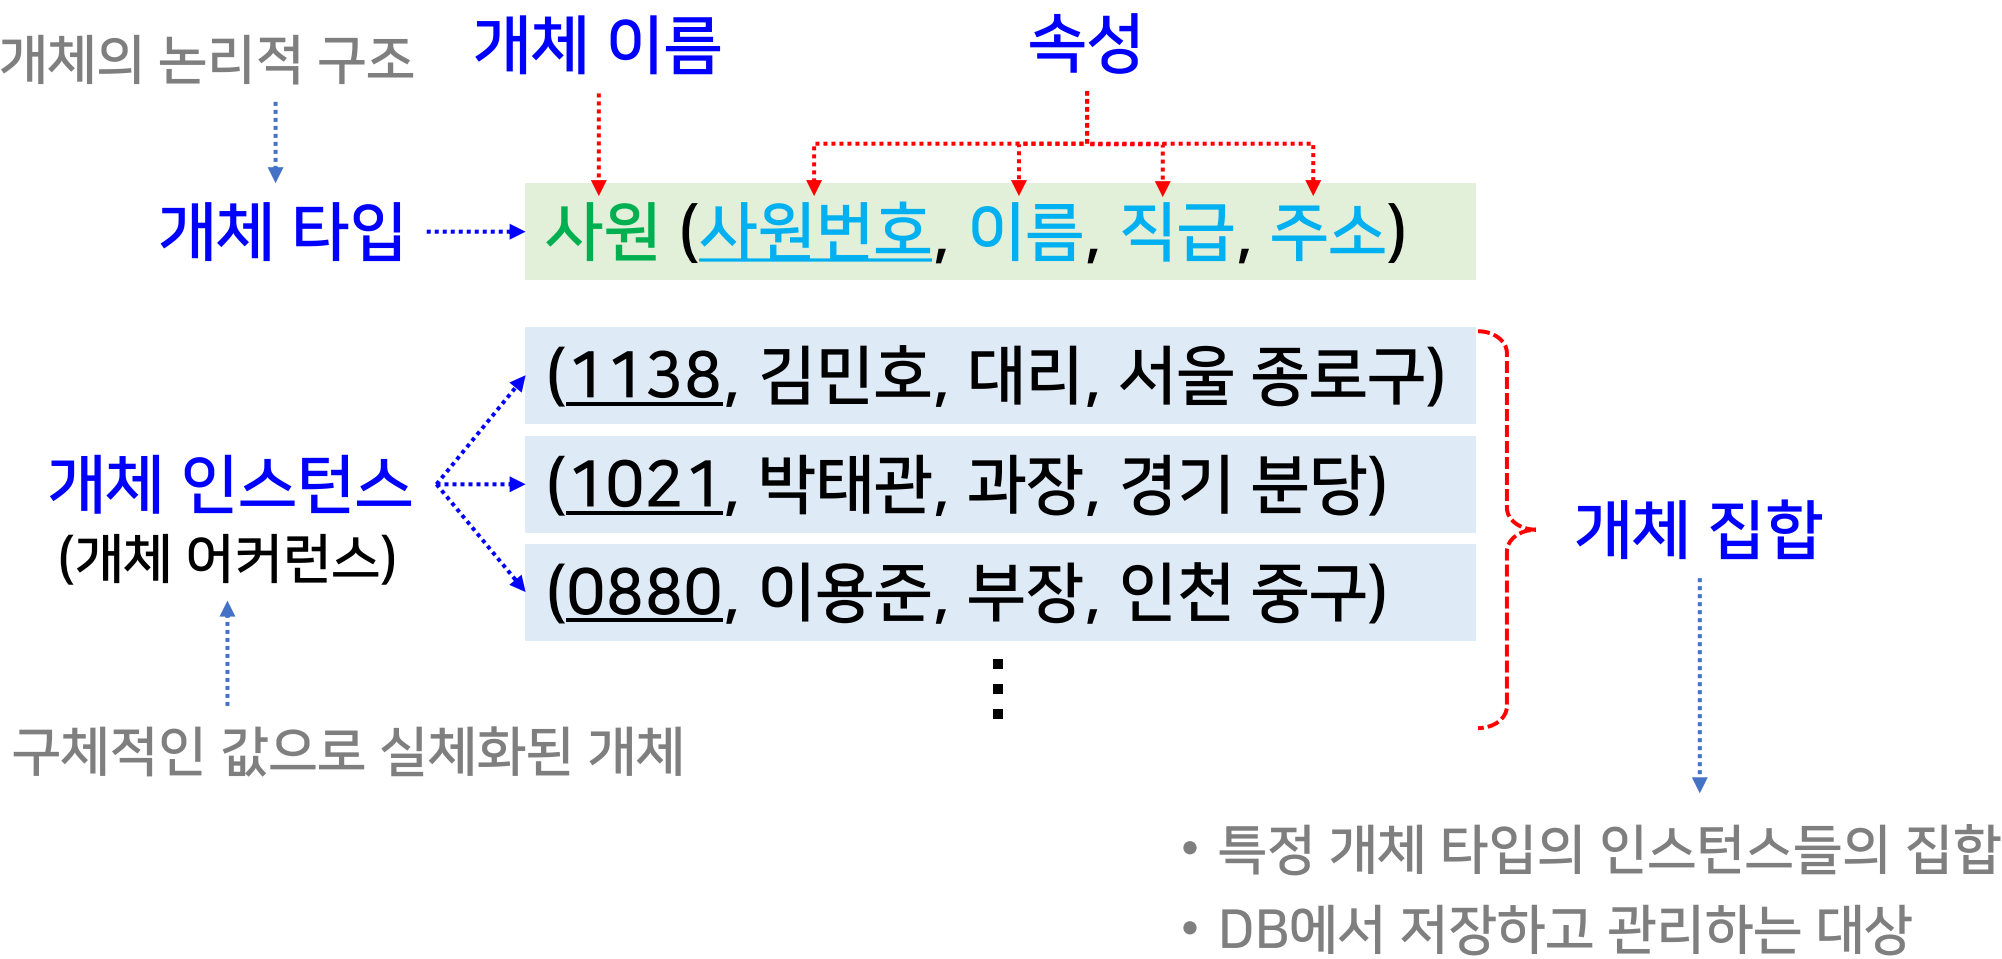 개체의 논리적 구조
개체 이름
속성
개체 타입
사원 (사원번호, 이름, 직급, 주소)
(1138, 김민호, 대리, 서울 종로구)
(1021, 박태관, 과장, 경기 분당)
(0880, 이용준, 부장, 인천 중구)
개체 인스턴스
(개체 어커런스)
구체적인 값으로 실체화된 개체
개체 집합
• 특정 개체 타입의 인스턴스들의 집합
• DB에서 저장하고 관리하는 대상